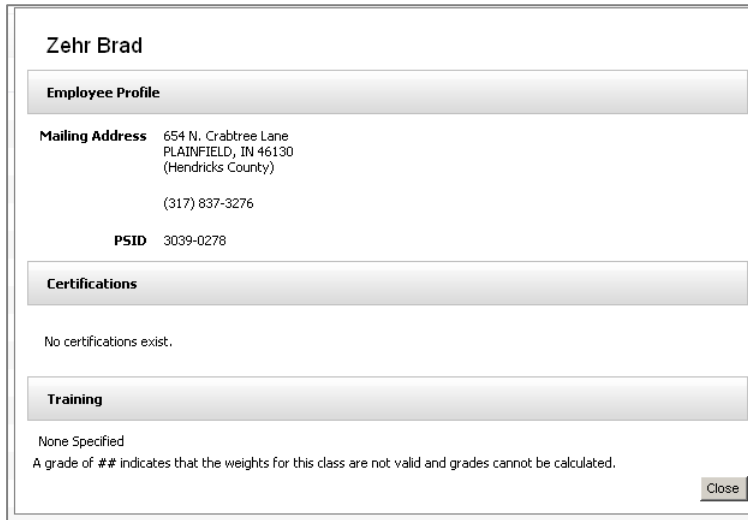 Zehr Brad
Employee Profile
Mailing Address 654 N. Crabtree Lane
PLAINFIELD, IN 46130
(Hendricks County)
(317) 837-3276
PSID 3039-0278
Certifications
No certifications exist.
Training
None Specified
A grade of ## indicates that the weights for this class are not valid and grades cannot be calculated.
Close